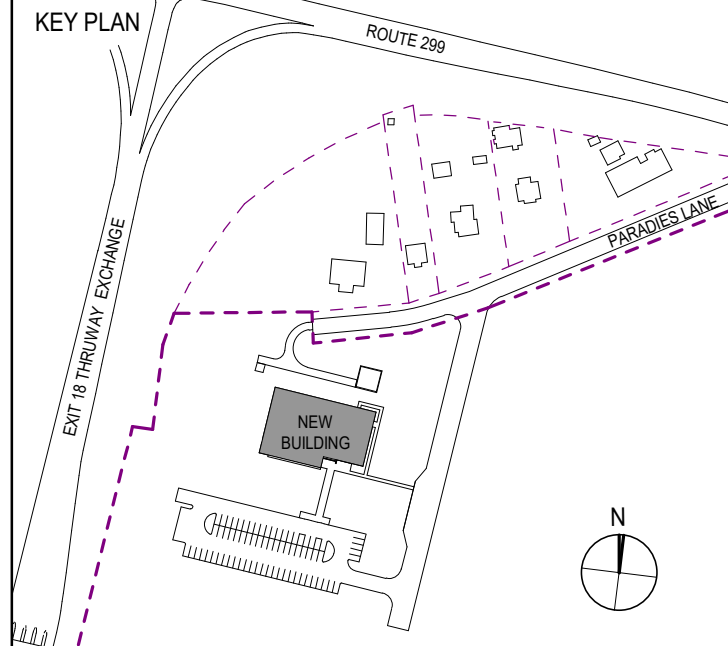 KEY PLAN
ROUTE 299
PARADIES LANE
EXIT 18 THRUWAY EXCHANGE
NEW
BUILDING
N